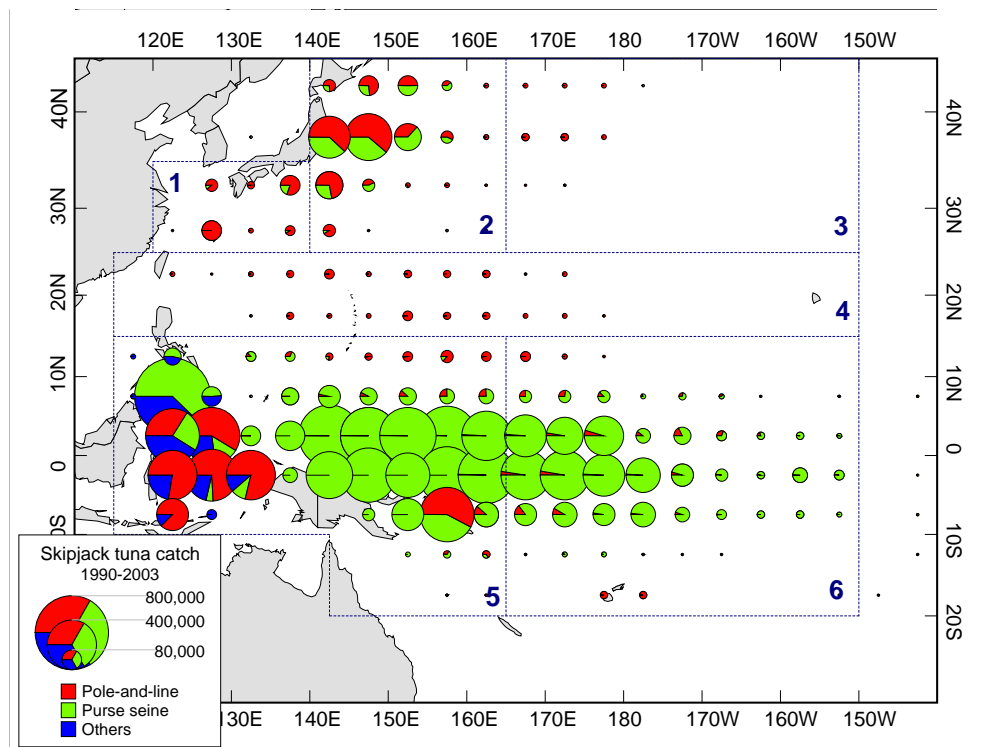 120E 130E 140E 150E 160E 170E 180 170W 160W 150W
40N 40N
1
30N 2 3 30N
20N 4 20N
10N 10N
0 0
0S 10S
5 6
20S
Skipjack tuna catch
1990-2003
800,000
400,000
80,000
Pole-and-line
Purse seine
Others
130E 140E 150E 160E 170E 180 170W 160W 150W